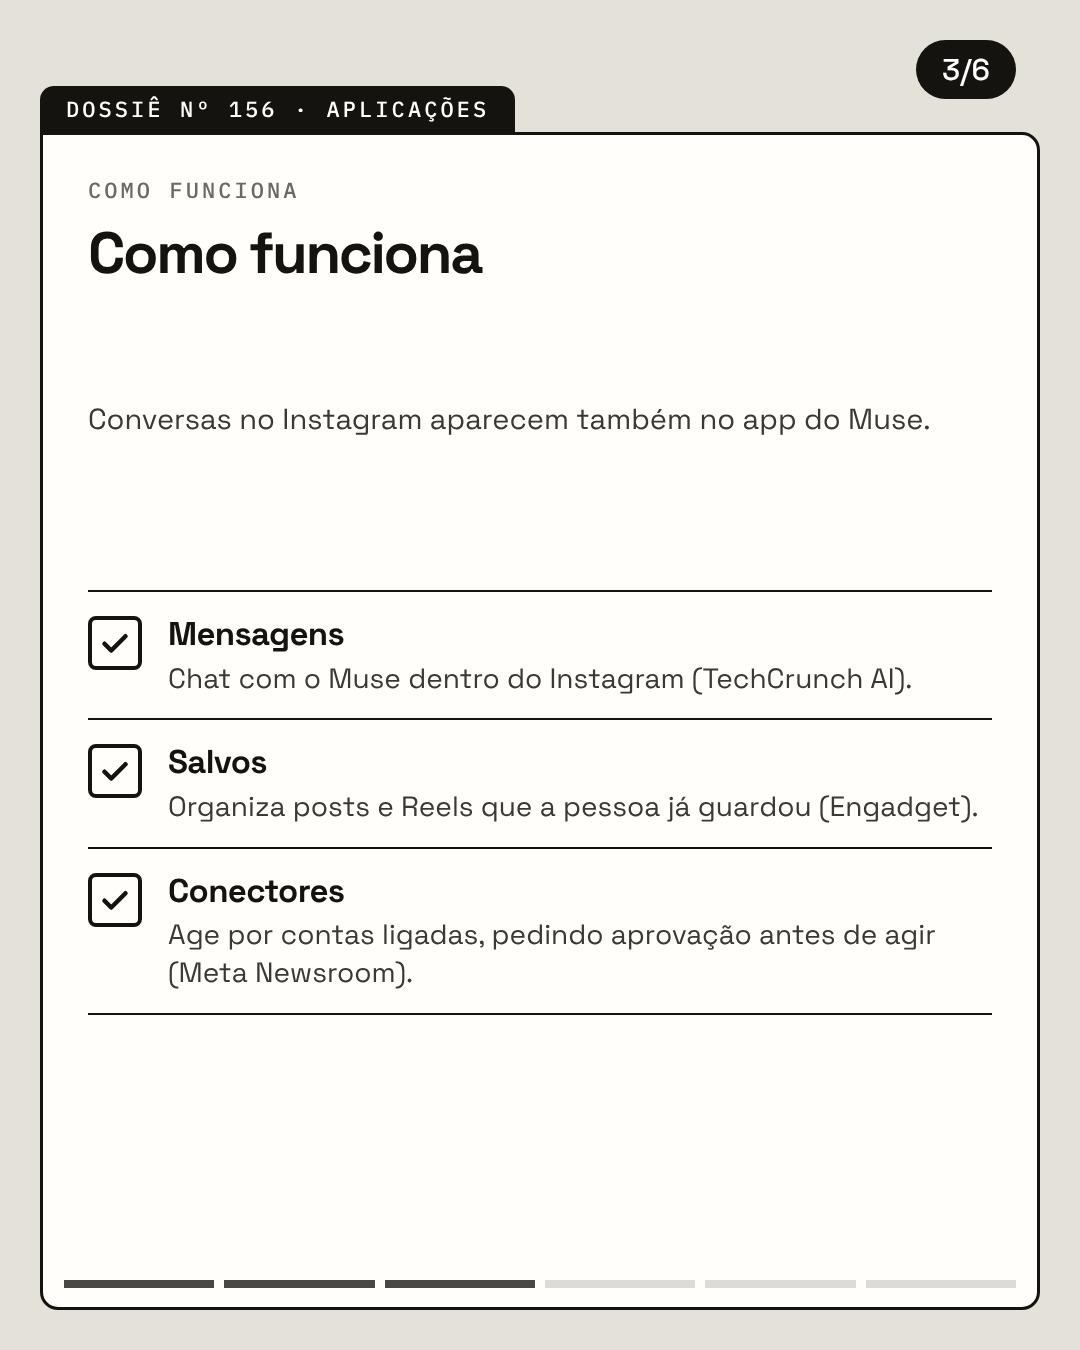 3/6
DOSSIÊ Nº 156 · APLICAÇÕES
COMO FUNCIONA
Como funciona
Conversas no Instagram aparecem também no app do Muse.
Mensagens
Chat com o Muse dentro do Instagram (TechCrunch AI).
Salvos
Organiza posts e Reels que a pessoa já guardou (Engadget).
Conectores
Age por contas ligadas, pedindo aprovação antes de agir
(Meta Newsroom).